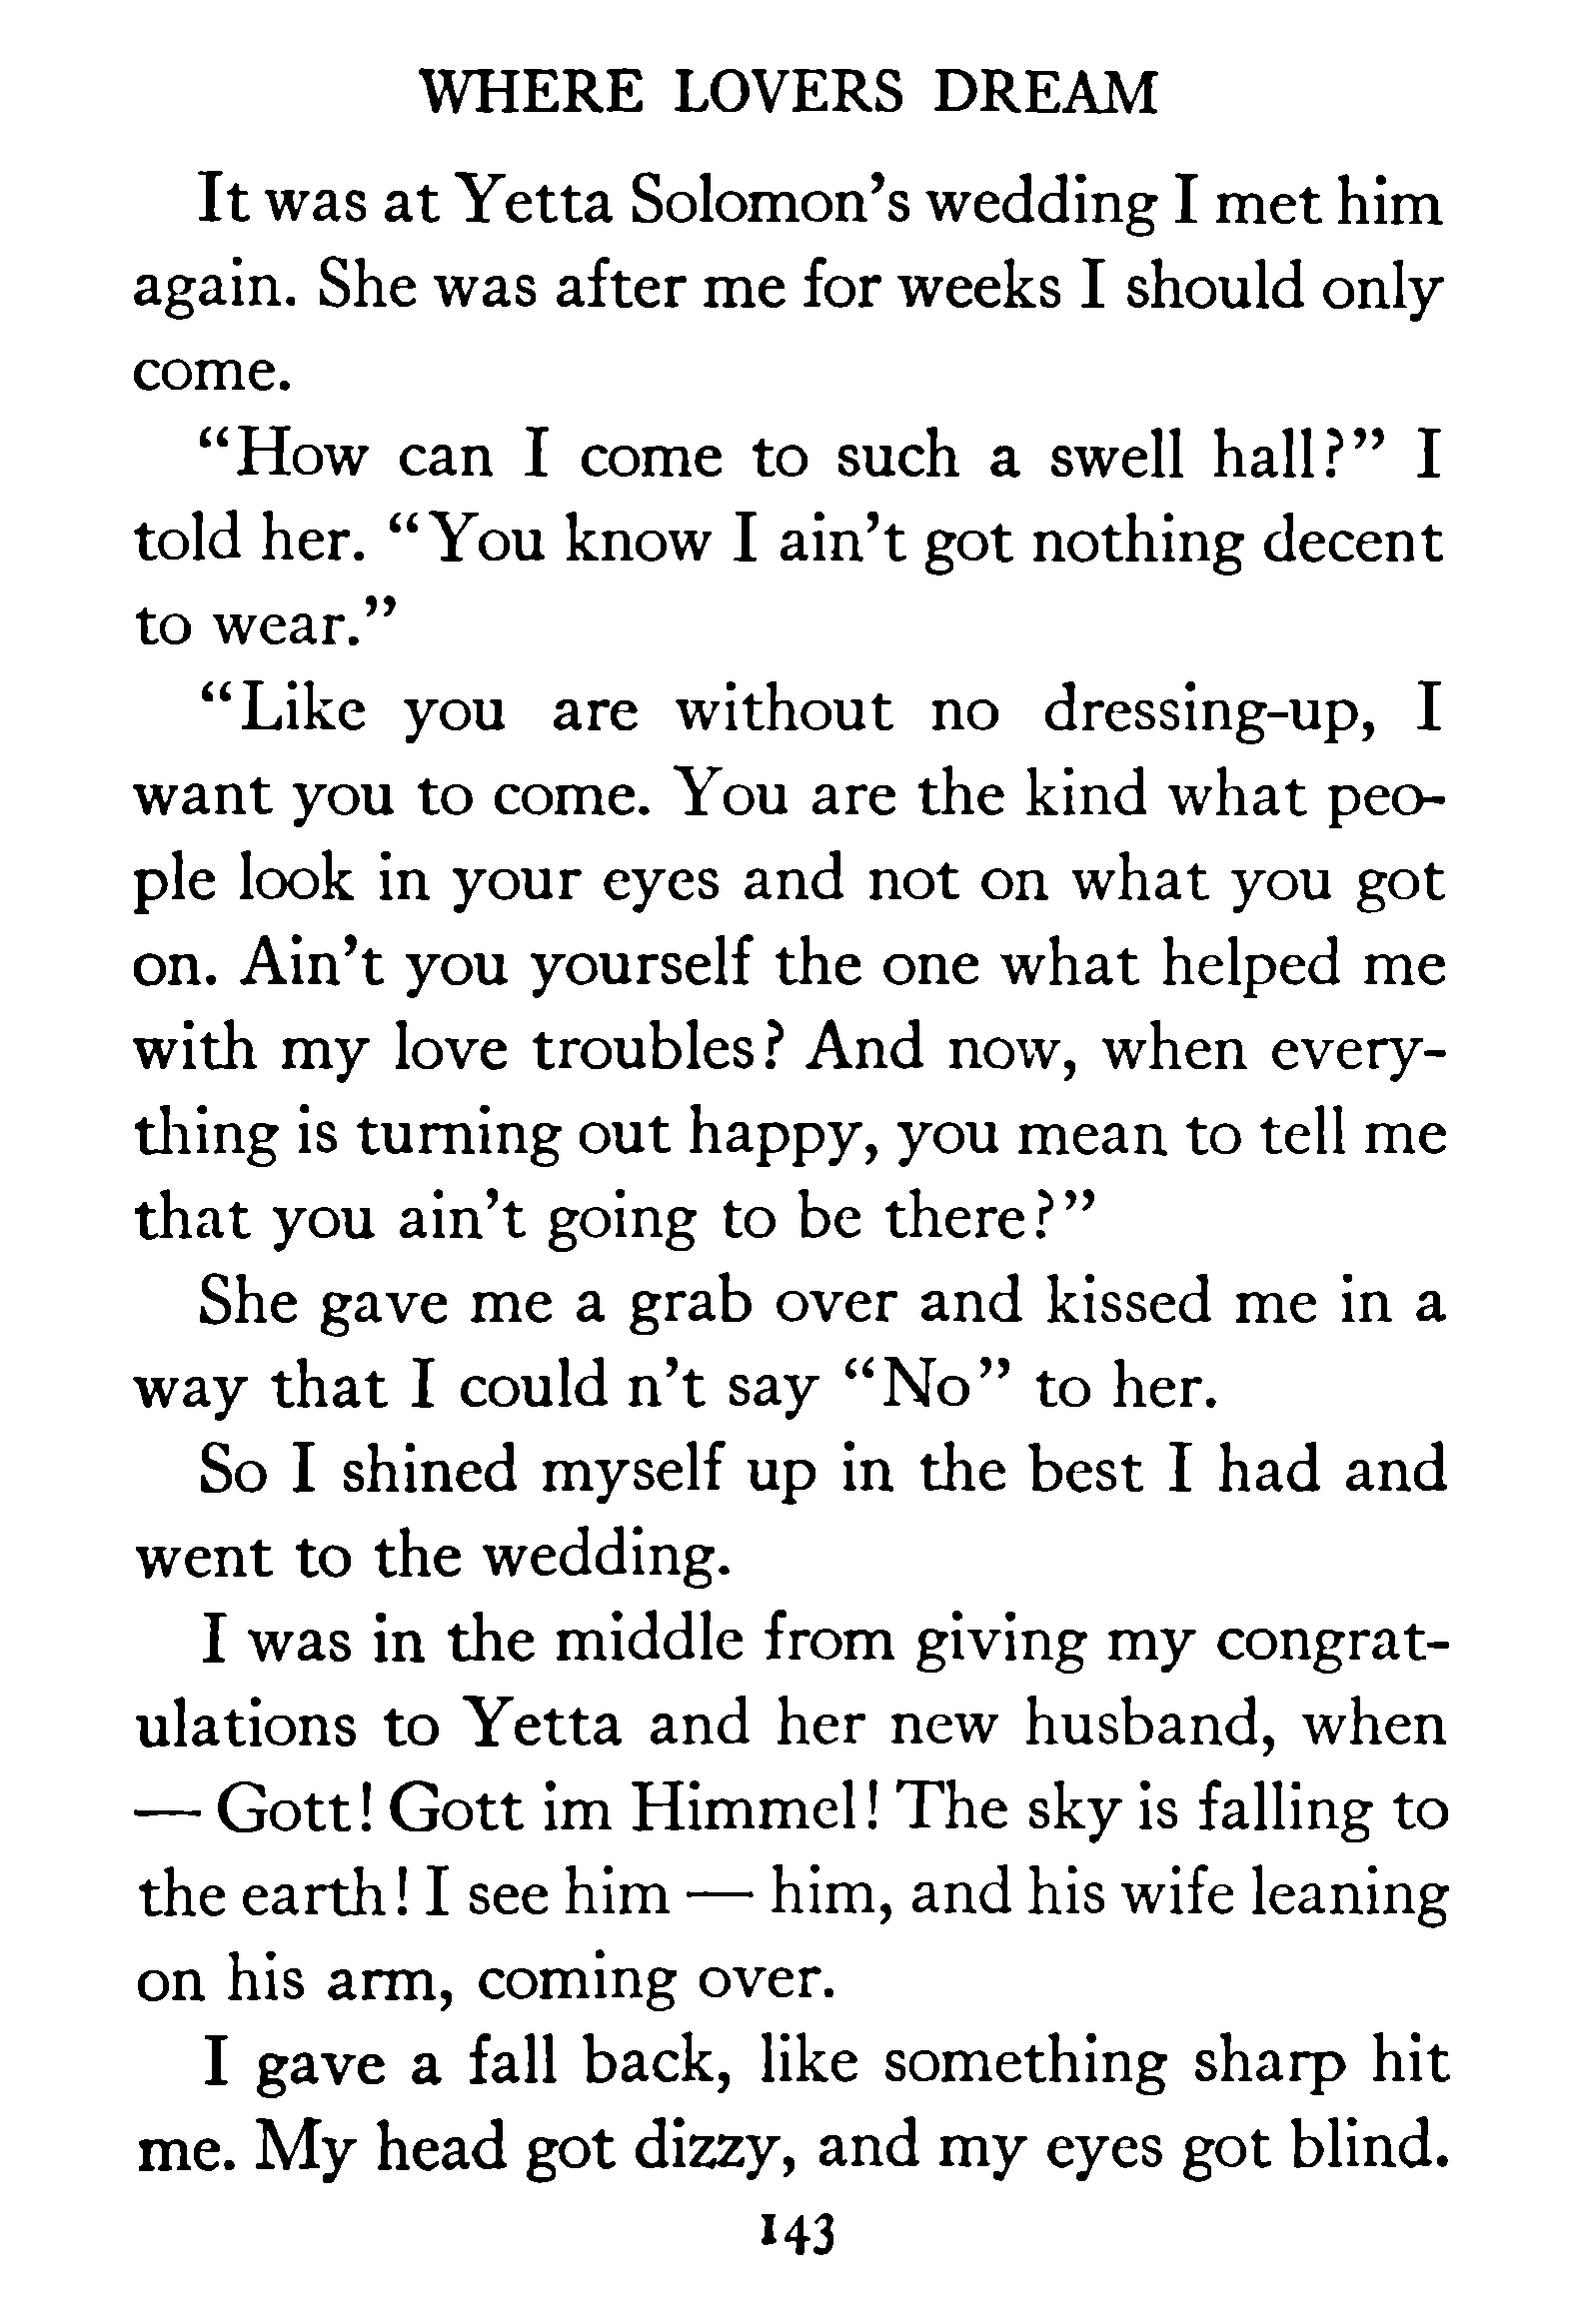 WHERE LOVERS DREAM
It was at Yetta Solomon's wedding I met him
again. She was after me for weeks I should only
come.
"How can I come to such a swell hall?" I
told her. "You know I ain't got nothing decent
to wear."
"Like you are without no dressing-up, I
want you to come. You are the kind what peo-
ple look in your eyes and not on what you got
on. Ain't you yourself the one what helped me
with my love troubles? And now, when every-
thing is turning out happy, you mean to tell me
that you ain't going to be there?"
She gave me a grab over and kissed me in a
way that I could n't say "No" to her.
So I shined myself up in the best I had and
went to the wedding.
I was in the middle from giving my congrat-
ulations to Yetta and her new husband, when
— Gott! Gott im Himmel! The sky is falling to
the earth! I see him — him, and his wife leaning
on his arm, coming over.
I gave a fall back, like something sharp hit
me. My head got dizzy, and my eyes got blind.
143